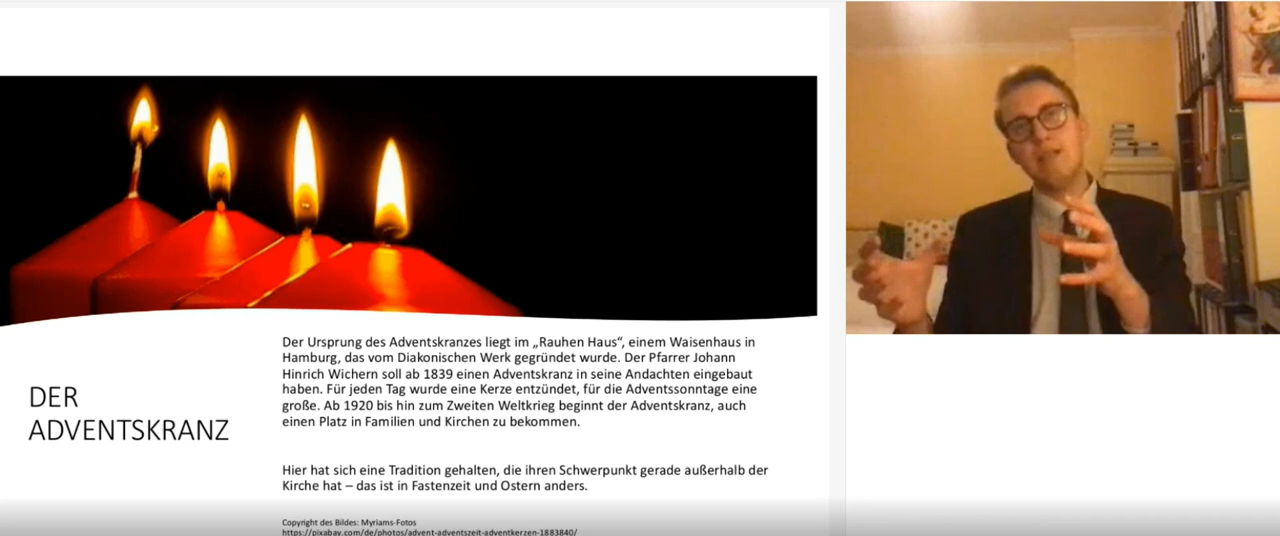 DER
ADVENTSKRANZ
Der Ursprung des Adventskranzes liegt im „Rauhen Haus“, einem Waisenhaus in
Hamburg, das vom Diakonischen Werk gegründet wurde. Der Pfarrer Johann
Hinrich Wichern soll ab 1839 einen Adventskranz in seine Andachten eingebaut
haben. Für jeden Tag wurde eine Kerze entzündet, für die Adventssonntage eine
große. Ab 1920 bis hin zum Zweiten Weltkrieg beginnt der Adventskranz, auch
einen Platz in Familien und Kirchen zu bekommen.
Hier hat sich eine Tradition gehalten, die ihren Schwerpunkt gerade außerhalb der
Kirche hat – das ist in Fastenzeit und Ostern anders.
Copyright des Bildes: Myriams-Fotos
https://pixabay.com/de/photos/advent-adventszeit-adventkerzen-1883840/